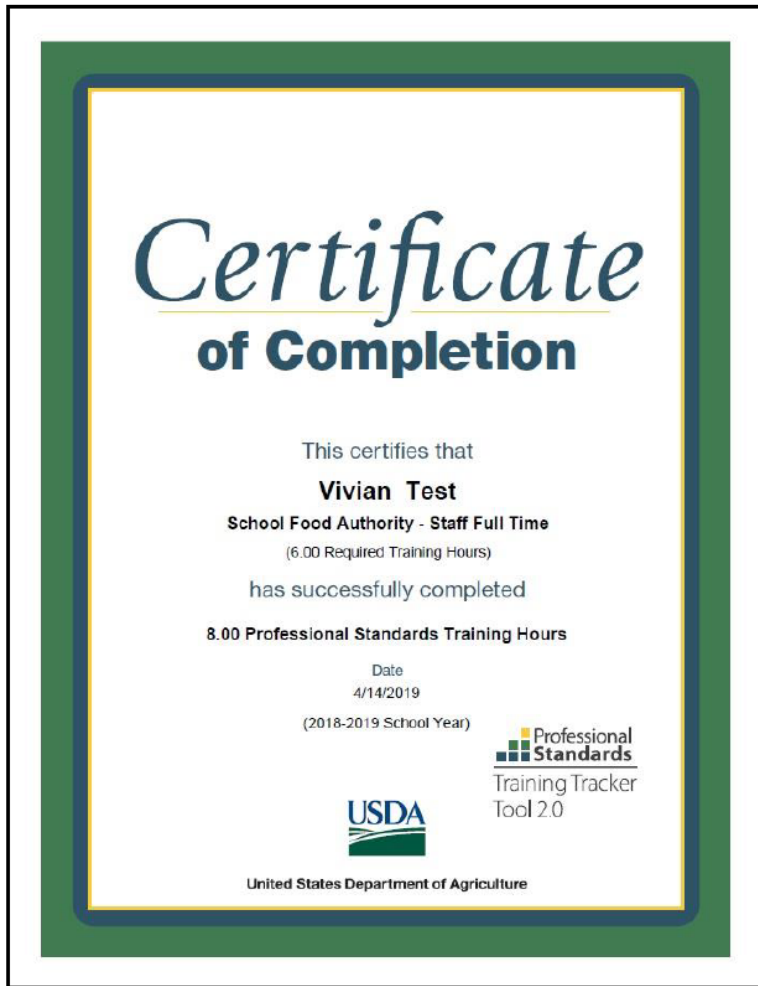 Certificate
of Completion
This certifies that
Vivian Test
School Food Authority - Staff Full Time
(6.00 Required Training Hours)
has successfully completed
8.00 Professional Standards Training Hours
Date
4/14/2019
(2018-2019 School Year)
Professional
Standards
Training Tracker
Tool 2.0
USDA
United States Department of Agriculture